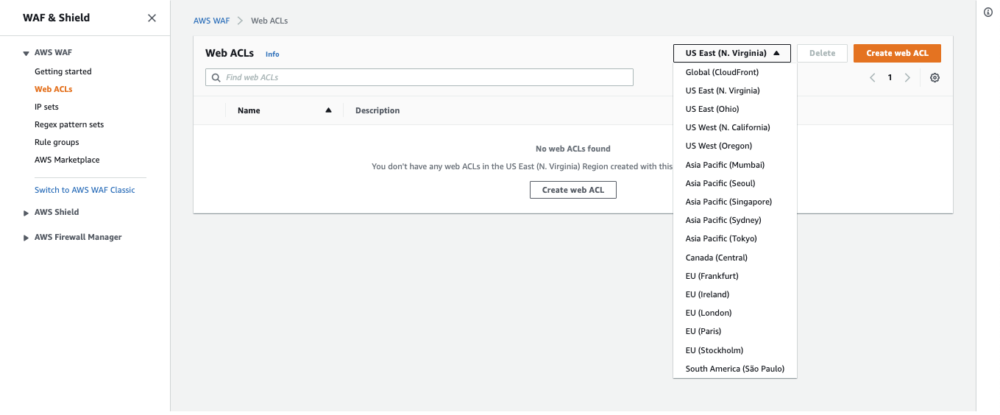 WAF & Shield
AWS WAF
Getting started
Web ACLs
IP sets
Regex pattern sets
Rule groups
AWS Marketplace
Switch to AWS WAF Classic
AWS Shield
AWS Firewall Manager
AWS WAF > Web ACLs
Web ACLs Info
US East (N. Virginia)
Delete
Create web ACL
Find web ACLs
1
Name
Description
No web ACLs found
You don't have any web ACLs in the US East (N. Virginia) Region created with this
Create web ACL
Global (CloudFront)
US East (N. Virginia)
US East (Ohio)
US West (N. California)
US West (Oregon)
Asia Pacific (Mumbai)
Asia Pacific (Seoul)
Asia Pacific (Singapore)
Asia Pacific (Sydney)
Asia Pacific (Tokyo)
Canada (Central)
EU (Frankfurt)
EU (Ireland)
EU (London)
EU (Paris)
EU (Stockholm)
South America (São Paulo)